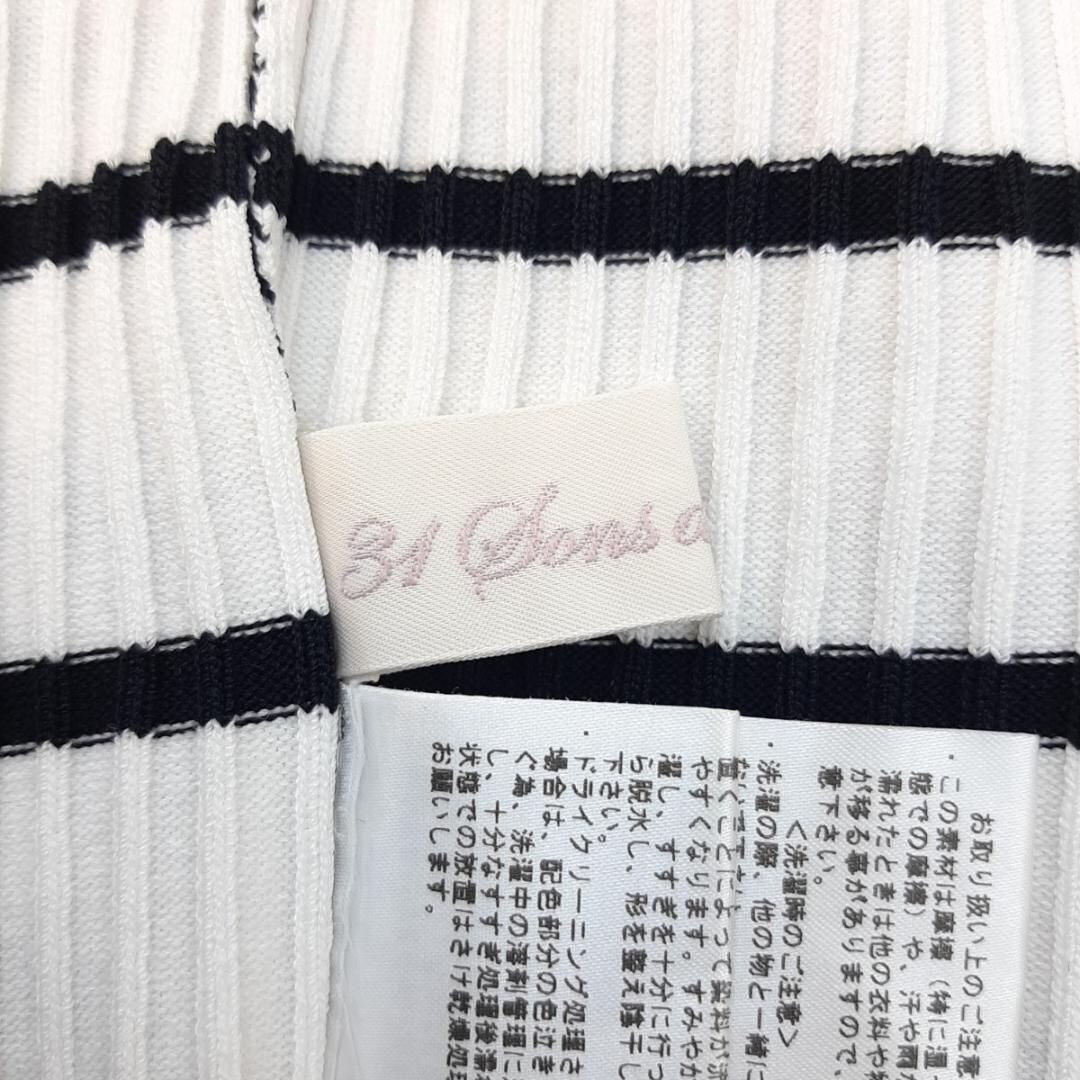 31 Sons
お取り扱い上のご注意
・この素材は摩擦（特に湿
態での摩擦）や、汗や雨
濡れたときは他の衣料や
が移る事がありますので、
意下さい。
＜洗濯時のご注意＞
・洗濯の際、他の物と一緒に
ことによって染料が流
やすくなります。すみやか
濯し、すすぎを十分に行っ
ら脱水し、形を整え陰干し
下さい。
・ドライクリーニング処理さ
場合は、配色部分の色泣き
ぐ為、洗濯中の溶剤管理に
し、十分なすすぎ処理後
状態での放置はさけ乾燥処
お願いします。